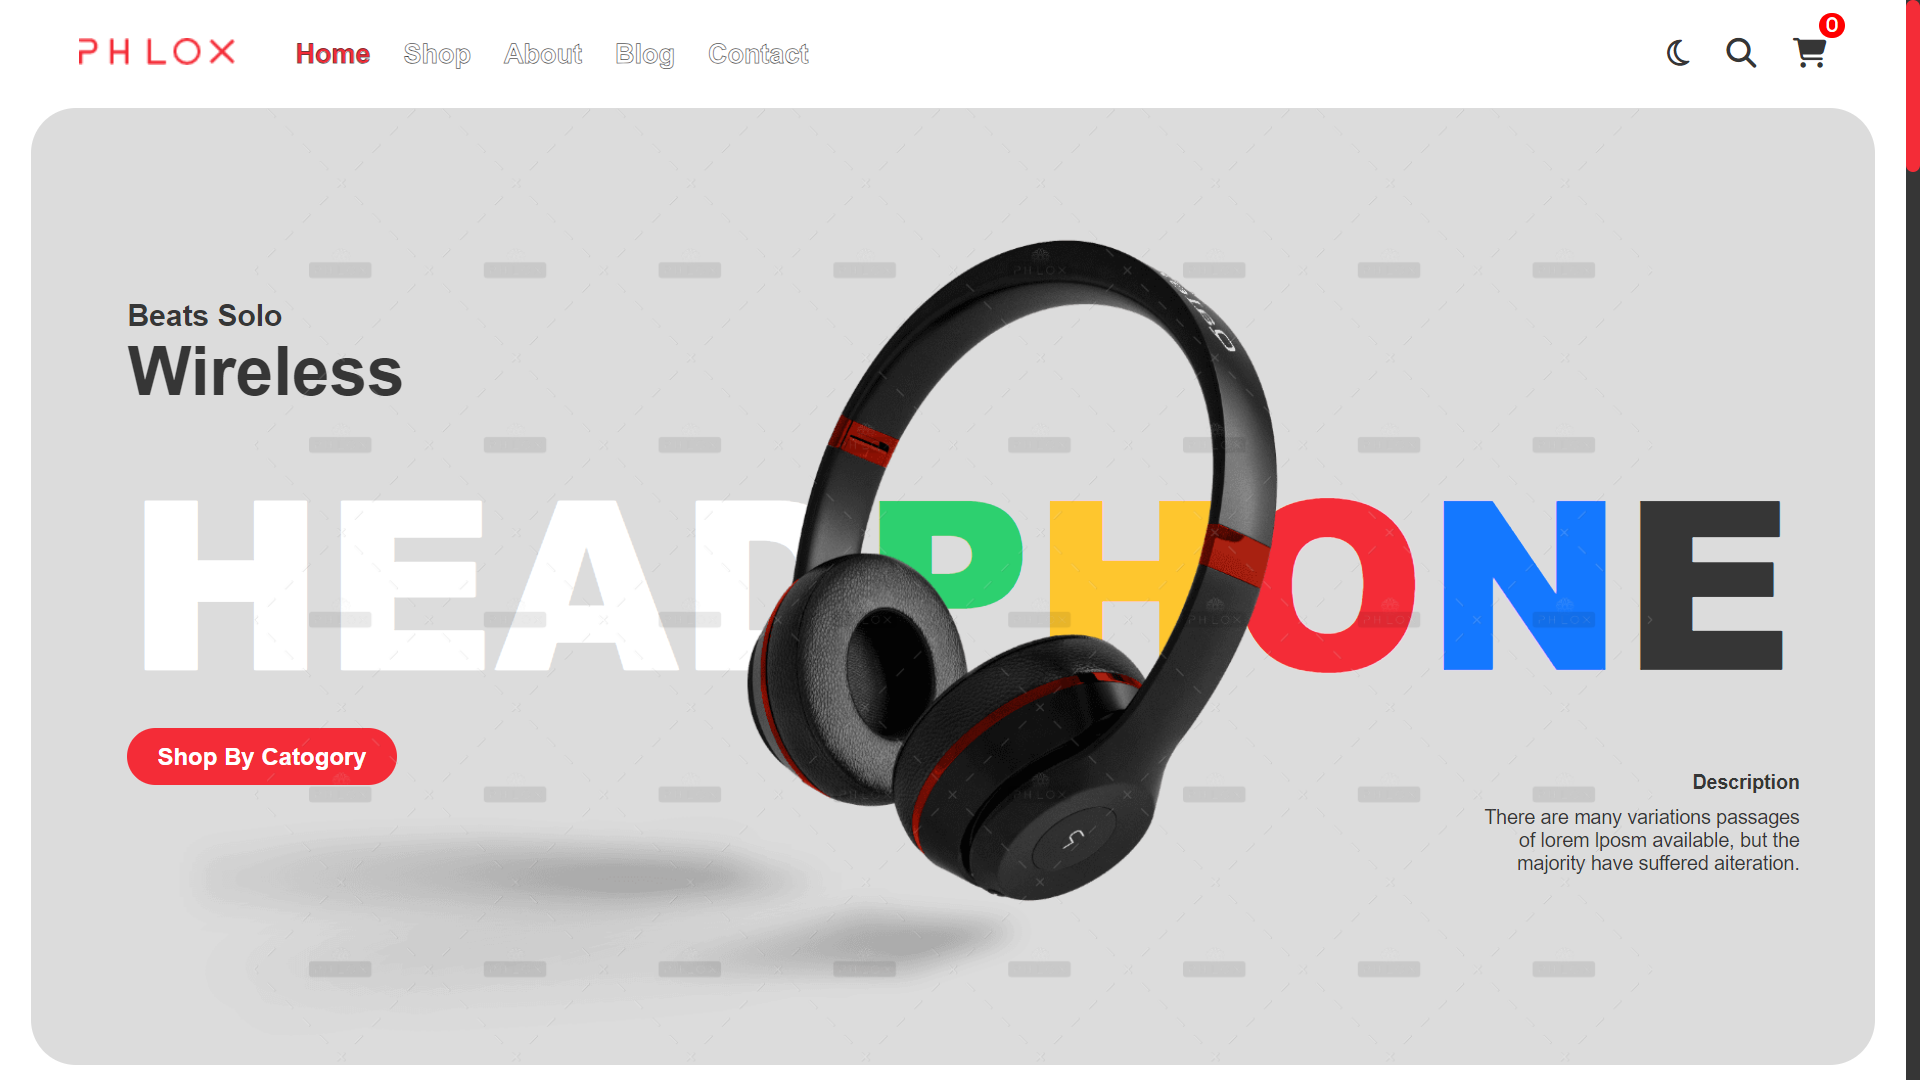 PHLOX
Home
Shop
About
Blog
Contact
0
Beats Solo
Wireless
HEADPHONE
Shop By Catogory
Description
There are many variations passages
of lorem lposm available, but the
majority have suffered aiteration.